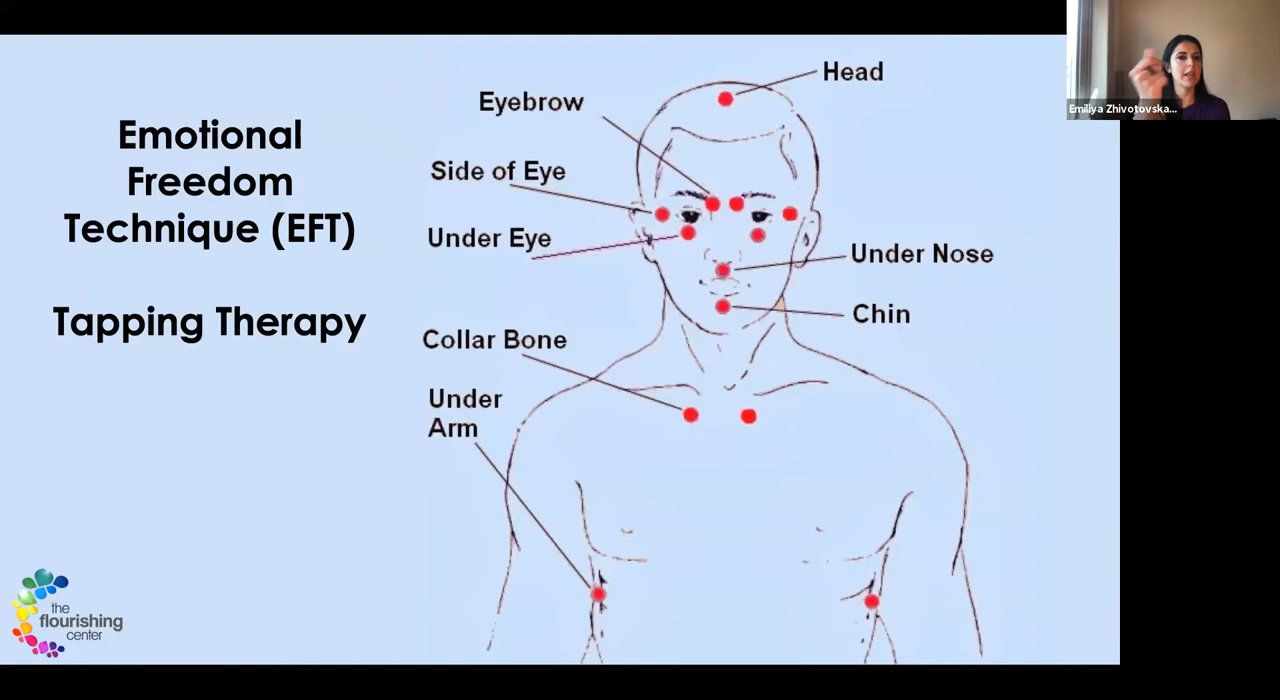 Emotional
Freedom
Technique (EFT)
Tapping Therapy
Head
Eyebrow
Side of Eye
Under Eye
Under Nose
Chin
Collar Bone
Under
Arm
the
flourishing
center
Emiliya Zhivotovska...